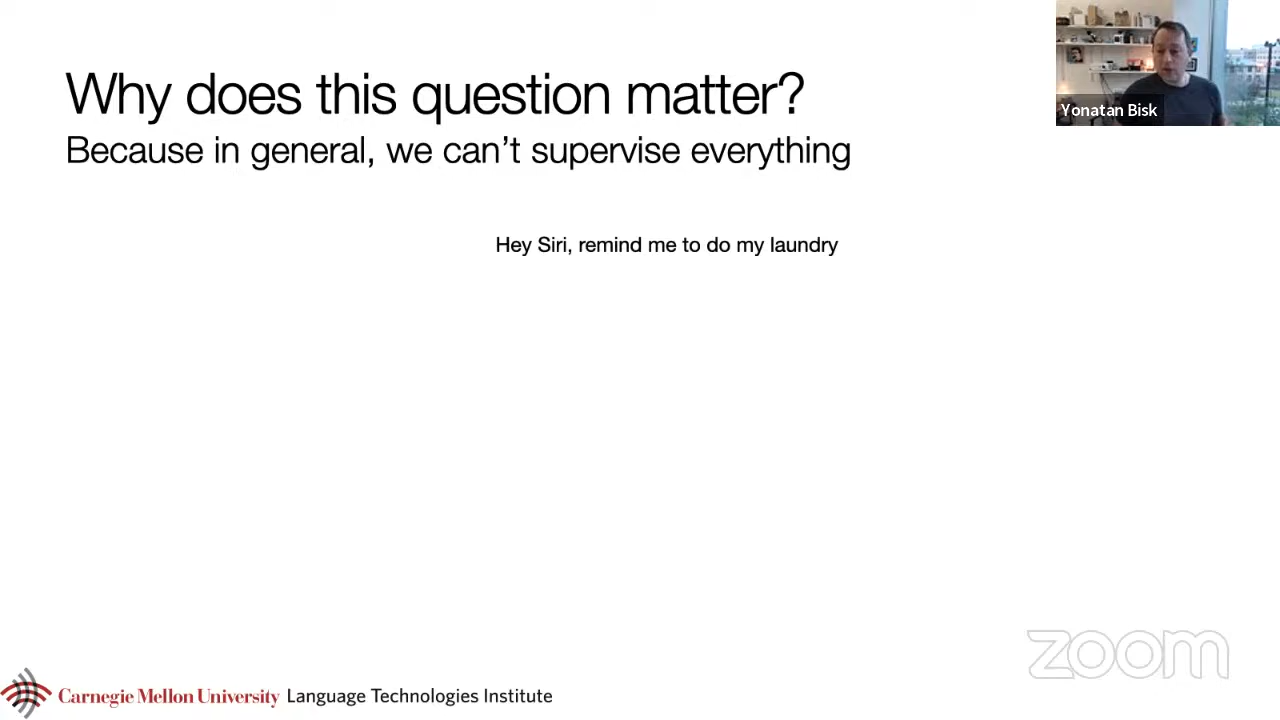 Why does this question matter?
Because in general, we can't supervise everything
Yonatan Bisk
Hey Siri, remind me to do my laundry
zoom
Carnegie Mellon University Language Technologies Institute